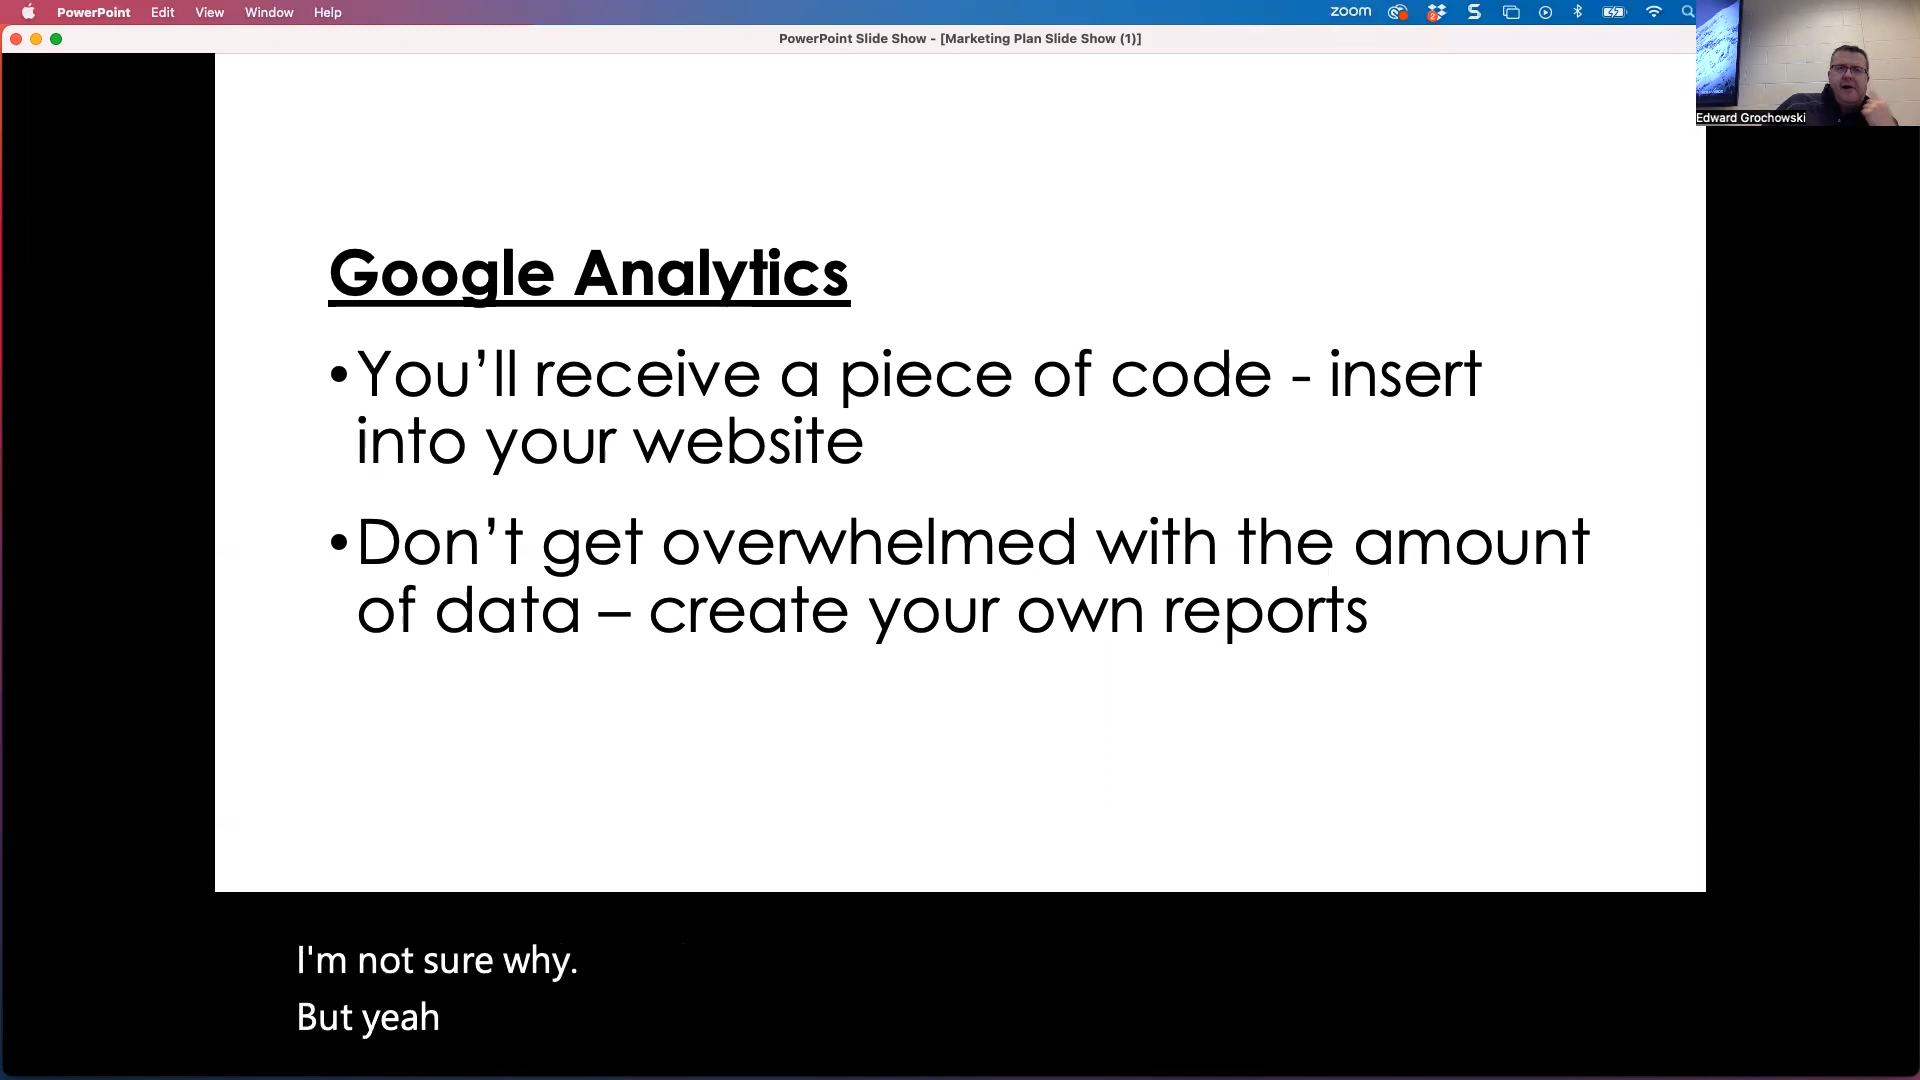 PowerPoint Edit View Window Help zoom
PowerPoint Slide Show - [Marketing Plan Slide Show (1)]
Edward Grochowski
Google Analytics
•You’ll receive a piece of code - insert
into your website
•Don’t get overwhelmed with the amount
of data – create your own reports
I'm not sure why.
But yeah